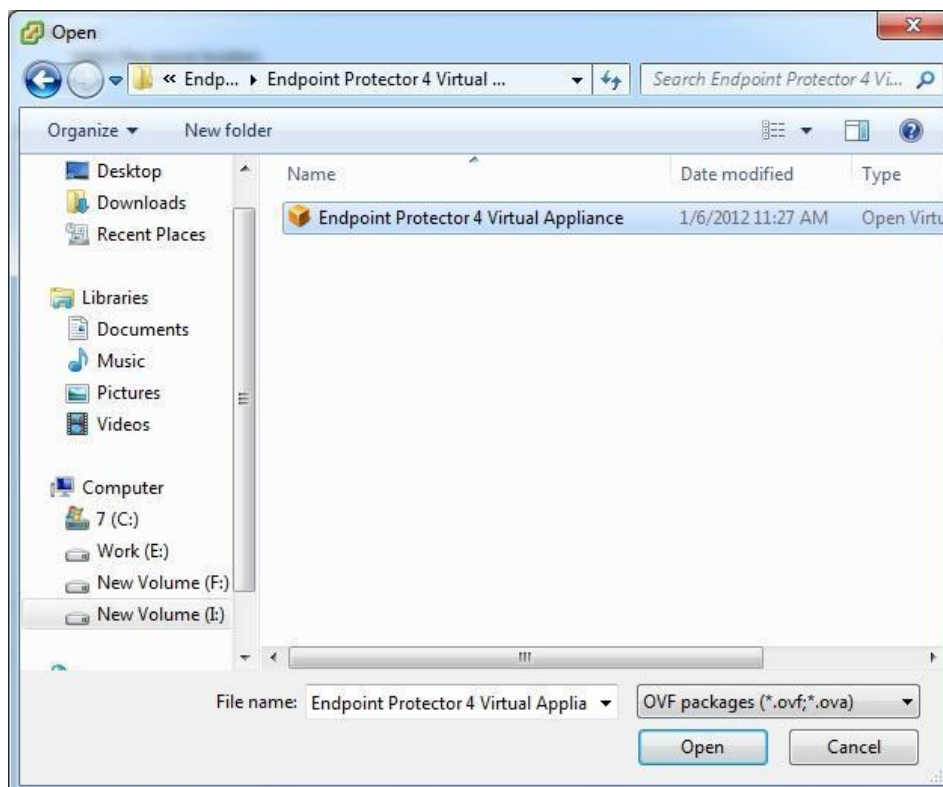 Open
« Endp... Endpoint Protector 4 Virtual ... Search Endpoint Protector 4 Vi...
Organize New folder
Desktop
Downloads
Recent Places
Libraries
Documents
Music
Pictures
Videos
Computer
7 (C:)
Work (E:)
New Volume (F:)
New Volume (I:)
Name Date modified Type
Endpoint Protector 4 Virtual Appliance 1/6/2012 11:27 AM Open Virtu
File name: Endpoint Protector 4 Virtual Applia OVF packages (*.ovf;*.ova)
Open Cancel